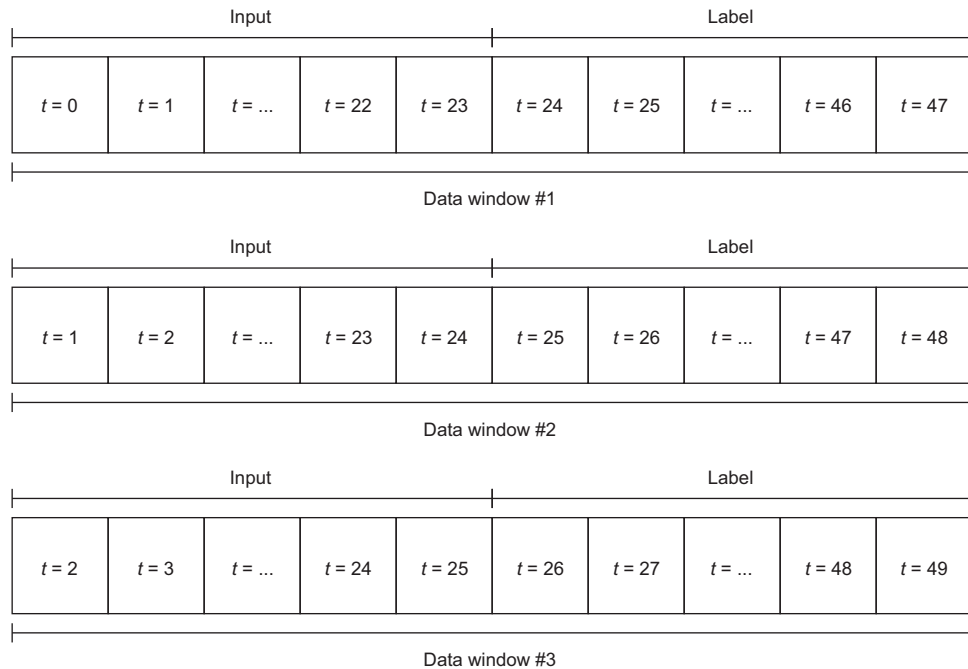 Input Label
t = 0 t = 1 t = ... t = 22 t = 23 t = 24 t = 25 t = ... t = 46 t = 47
Data window #1
Input Label
t = 1 t = 2 t = ... t = 23 t = 24 t = 25 t = 26 t = ... t = 47 t = 48
Data window #2
Input Label
t = 2 t = 3 t = ... t = 24 t = 25 t = 26 t = 27 t = ... t = 48 t = 49
Data window #3